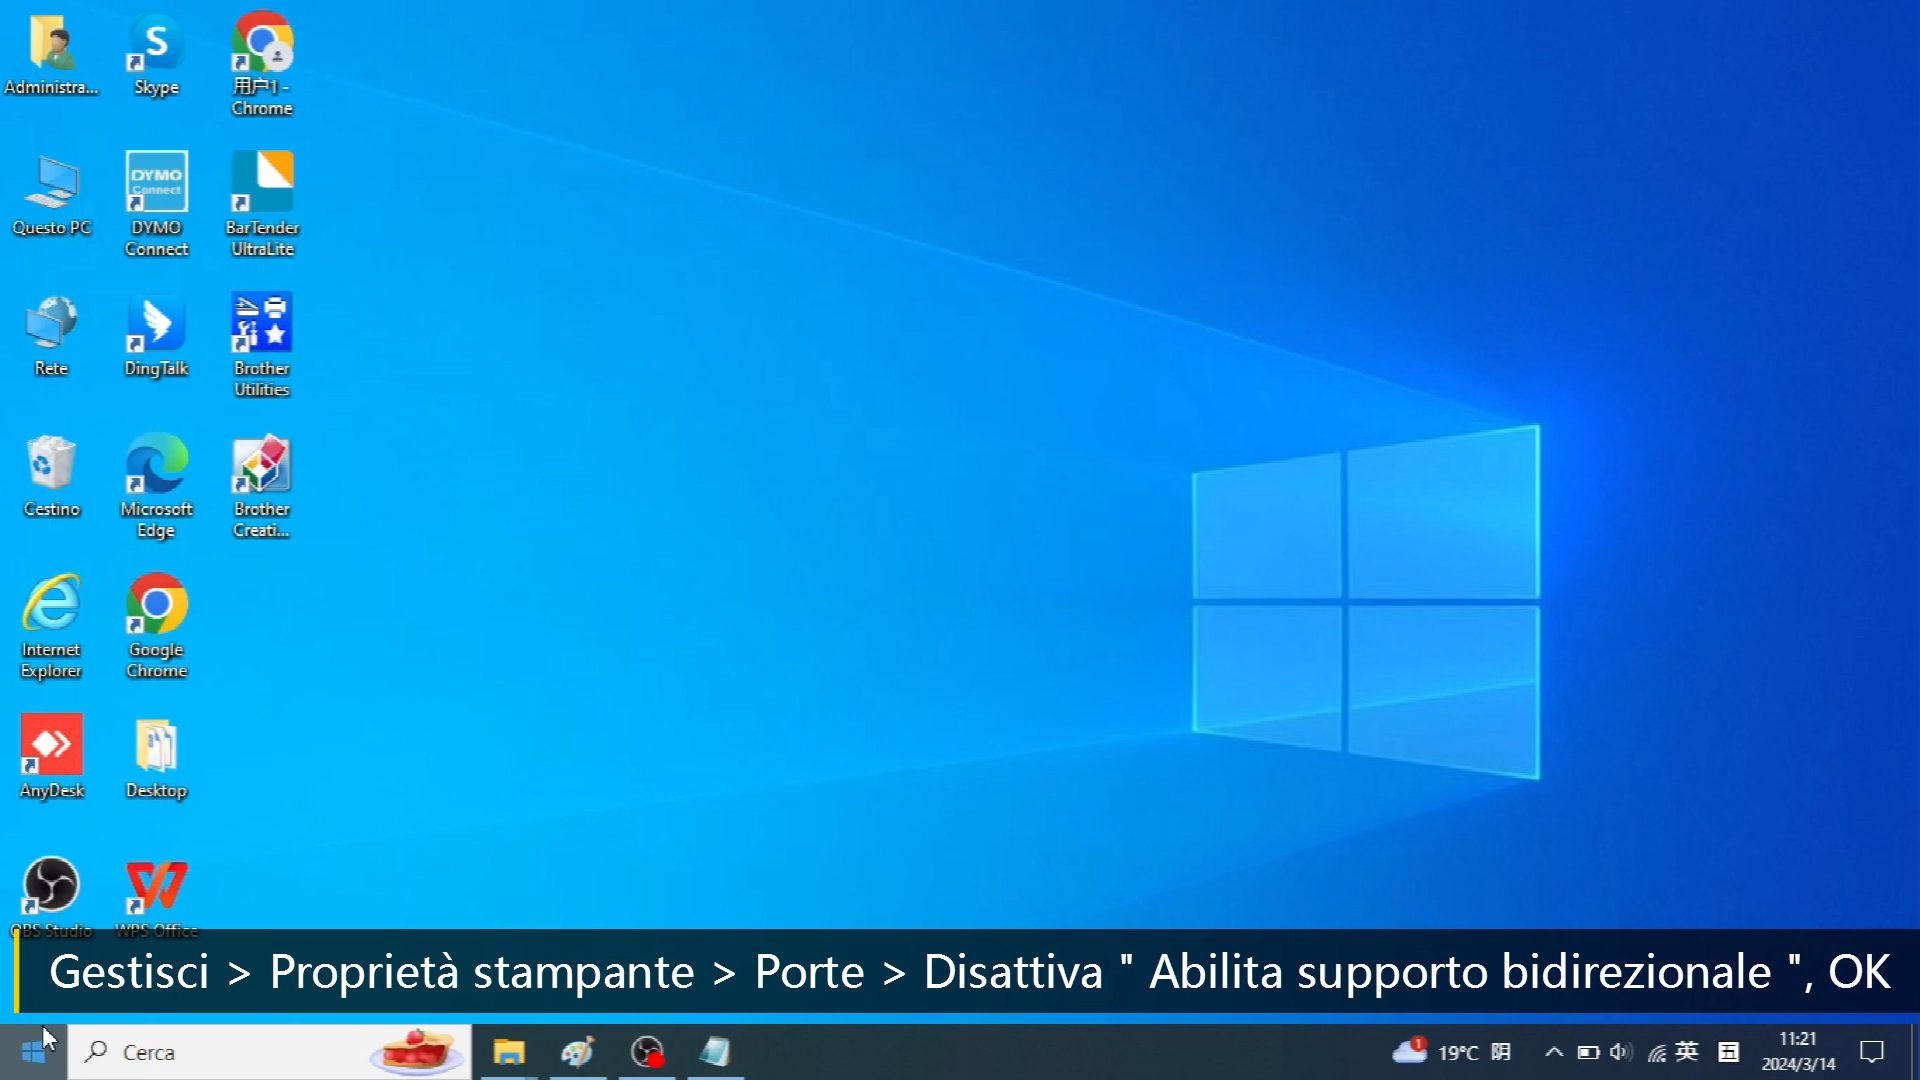 Administra...
Skype
用户1 -
Chrome
Questo PC
DYMO
Connect
DYMO
Connect
BarTender
UltraLite
Rete
DingTalk
Brother
Utilities
Cestino
Microsoft
Edge
Brother
Creati...
Internet
Explorer
Google
Chrome
AnyDesk
Desktop
OBS Studio
WPS Office
Gestisci > Proprietà stampante > Porte > Disattiva " Abilita supporto bidirezionale ", OK
Cerca
1
19°C 阴
英
五
11:21
2024/3/14